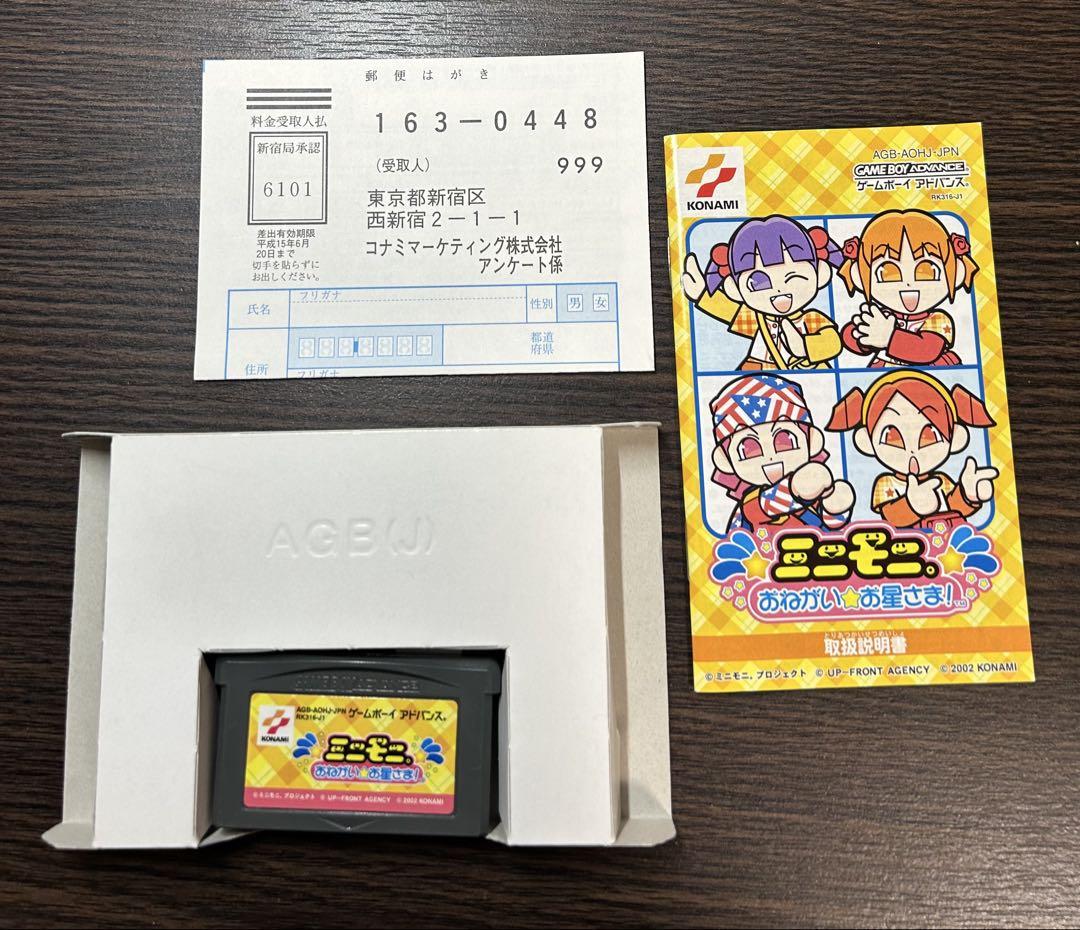 郵便はがき
料金受取人払
新宿局承認
6101
差出有効期限
平成15年6月
20日まで
切手を貼らずに
お出しください。
163-0448
(受取人)
999
東京都新宿区
西新宿2-1-1
コナミマーケティング株式会社
アンケート係
氏名
フリガナ
性別
男 女
都道
府県
住所
フリガナ
KONAMI
AGB-AOHJ-JPN
GAME BOY ADVANCE
ゲームボーイ アドバンス®
RK316-J1
ミニモニ。
おねがい☆お星さま!™
とりあつかいせつめいしょ
取扱説明書
©ミニモニ。プロジェクト © UP-FRONT AGENCY © 2002 KONAMI
AGB(J)
GAME BOY ADVANCE
KONAMI
AGB-AOHJ-JPN ゲームボーイ アドバンス®
RK316-J1
ミニモニ。
おねがい☆お星さま!
©ミニモニ。プロジェクト © UP-FRONT AGENCY © 2002 KONAMI